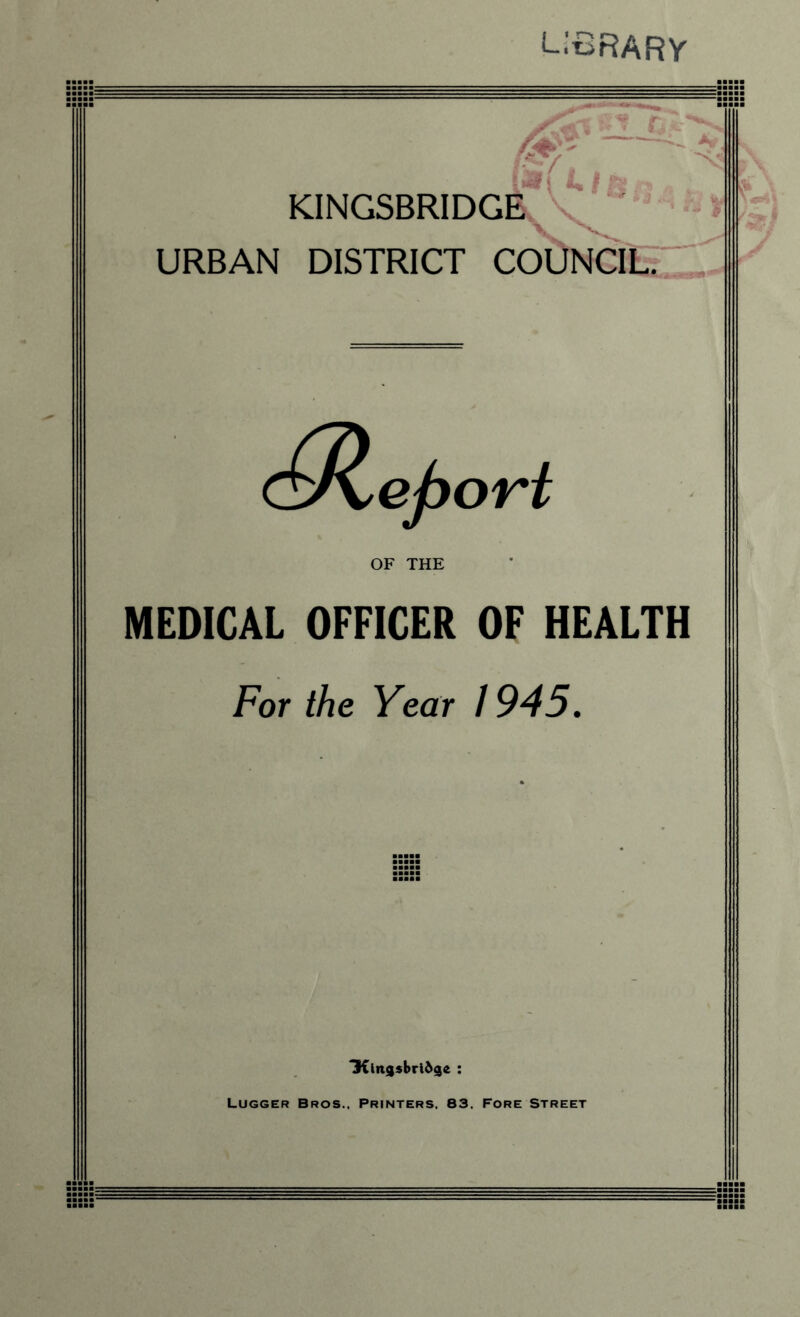 LIBRARY
KINGSBRIDGE
URBAN DISTRICT COUNCIL.
Report
OF THE
MEDICAL OFFICER OF HEALTH
For the Year 1945.
Kingsbridge :
LUGGER BROS., PRINTERS, 83, FORE STREET